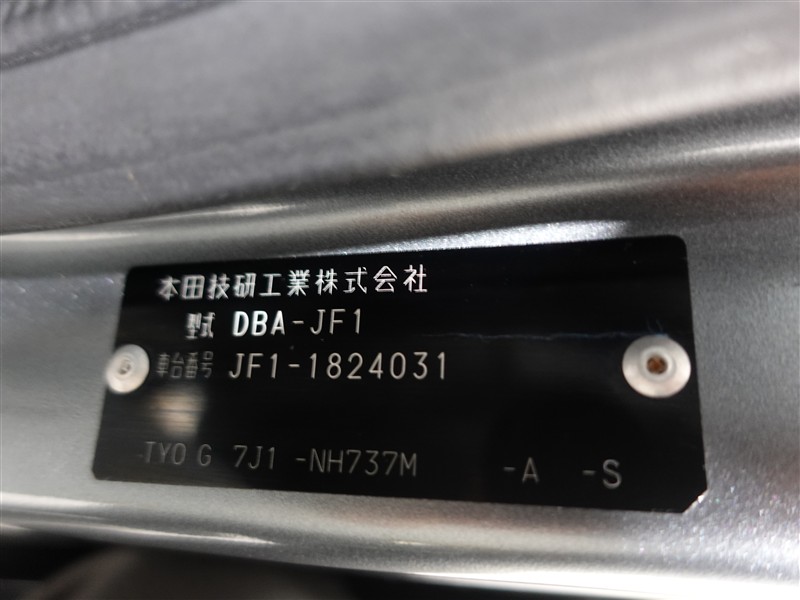 本田技研工業株式会社
型式 DBA-JF1
車台番号 JF1-1824031
TYO G 7J1 -NH737M -A -S